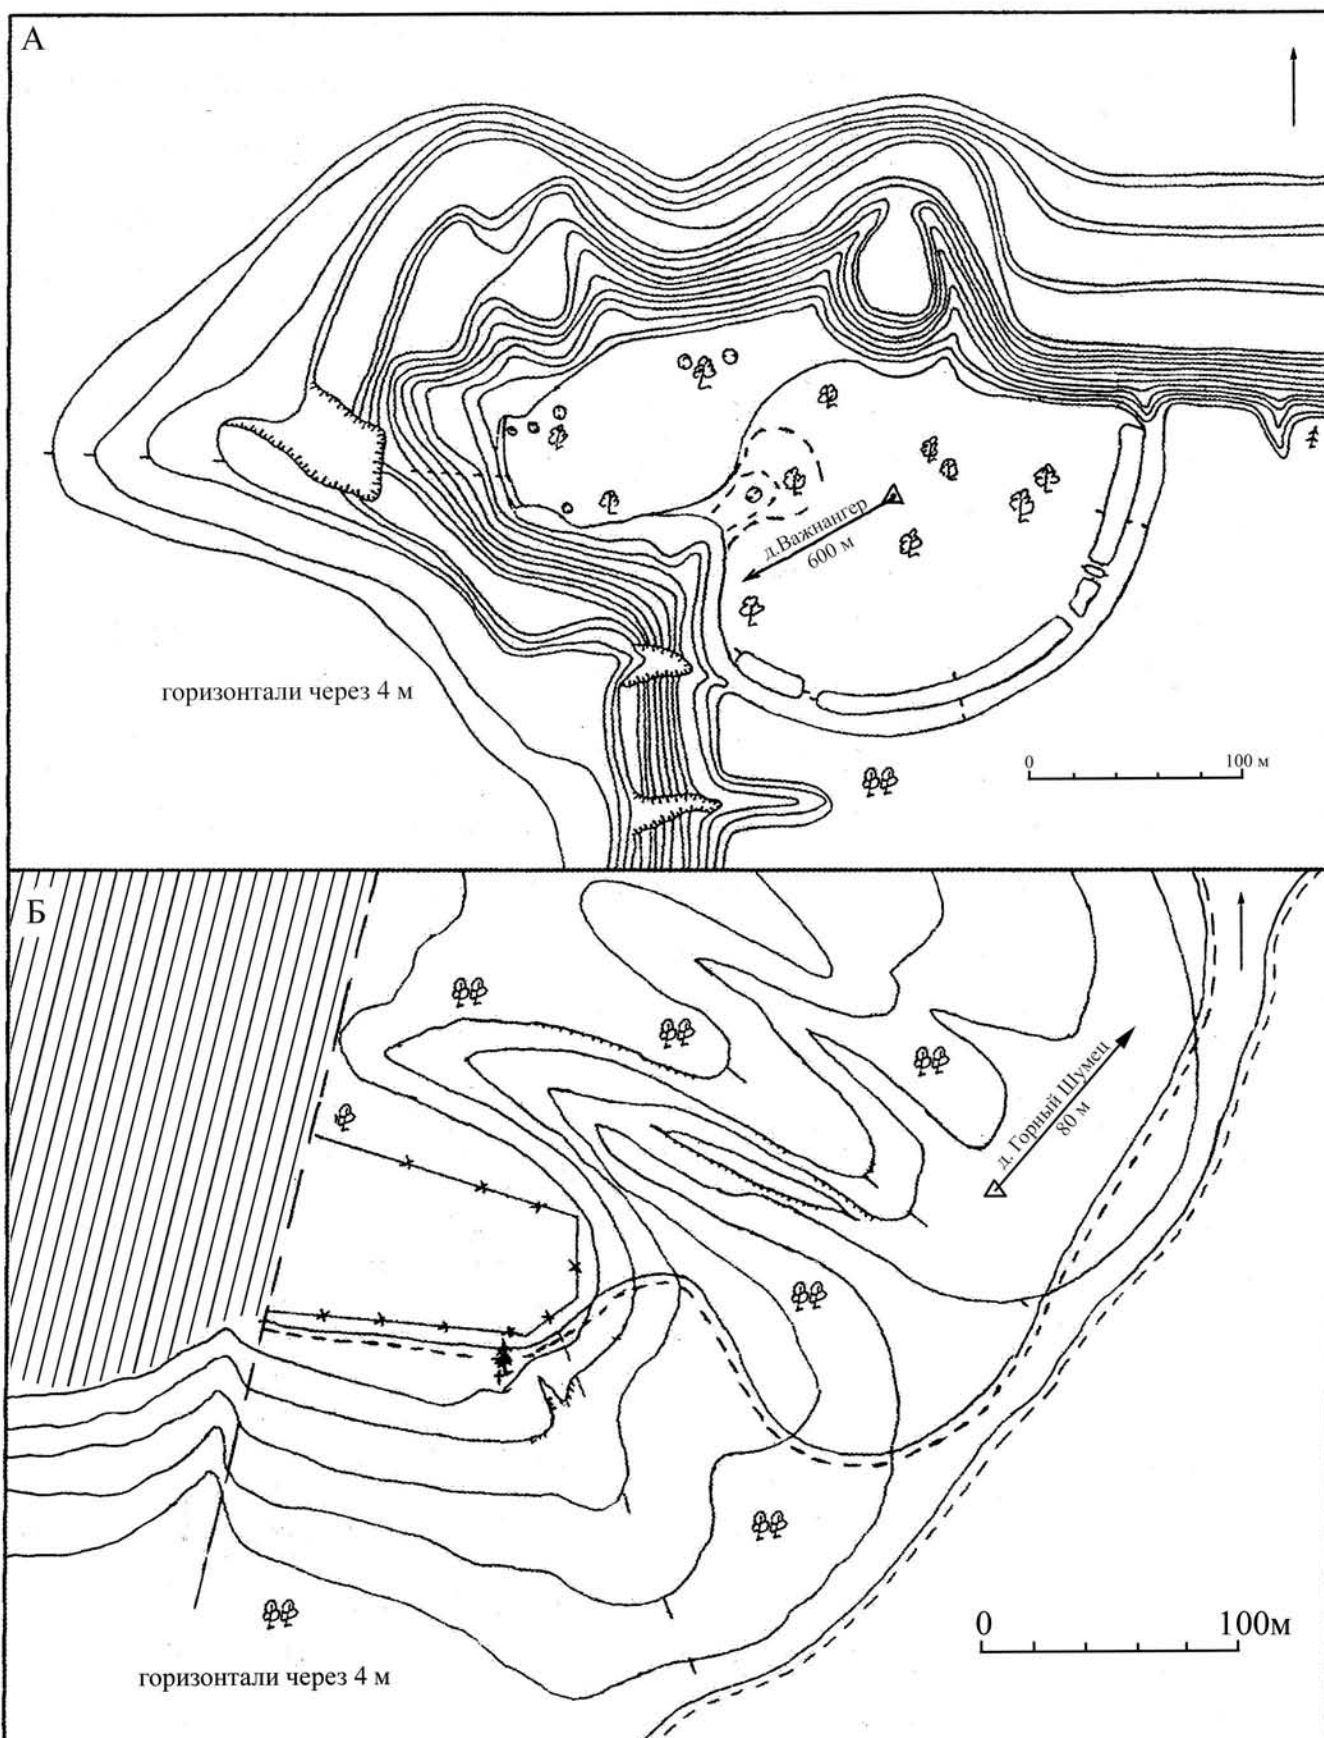 А
д.Важнангер
600 м
горизонтали через 4 м
0 100 м
Б
д. Горный Шумец
80 м
0 100м
горизонтали через 4 м